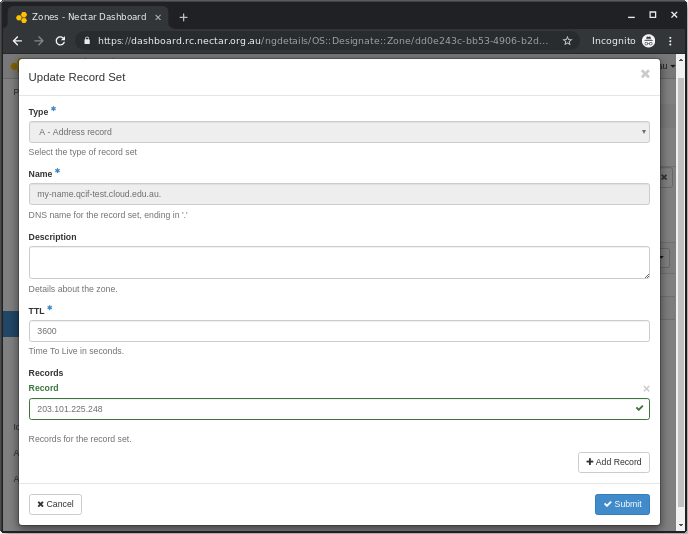 Zones - Nectar Dashboard
https://dashboard.rc.nectar.org.au/ngdetails/OS::Designate::Zone/dd0e243c-bb53-4906-b2d...
Incognito
Update Record Set
Type *
A - Address record
Select the type of record set
Name *
my-name.qcif-test.cloud.edu.au.
DNS name for the record set, ending in '.'
Description
Details about the zone.
TTL *
3600
Time To Live in seconds.
Records
Record
203.101.225.248
Records for the record set.
Add Record
Cancel
Submit